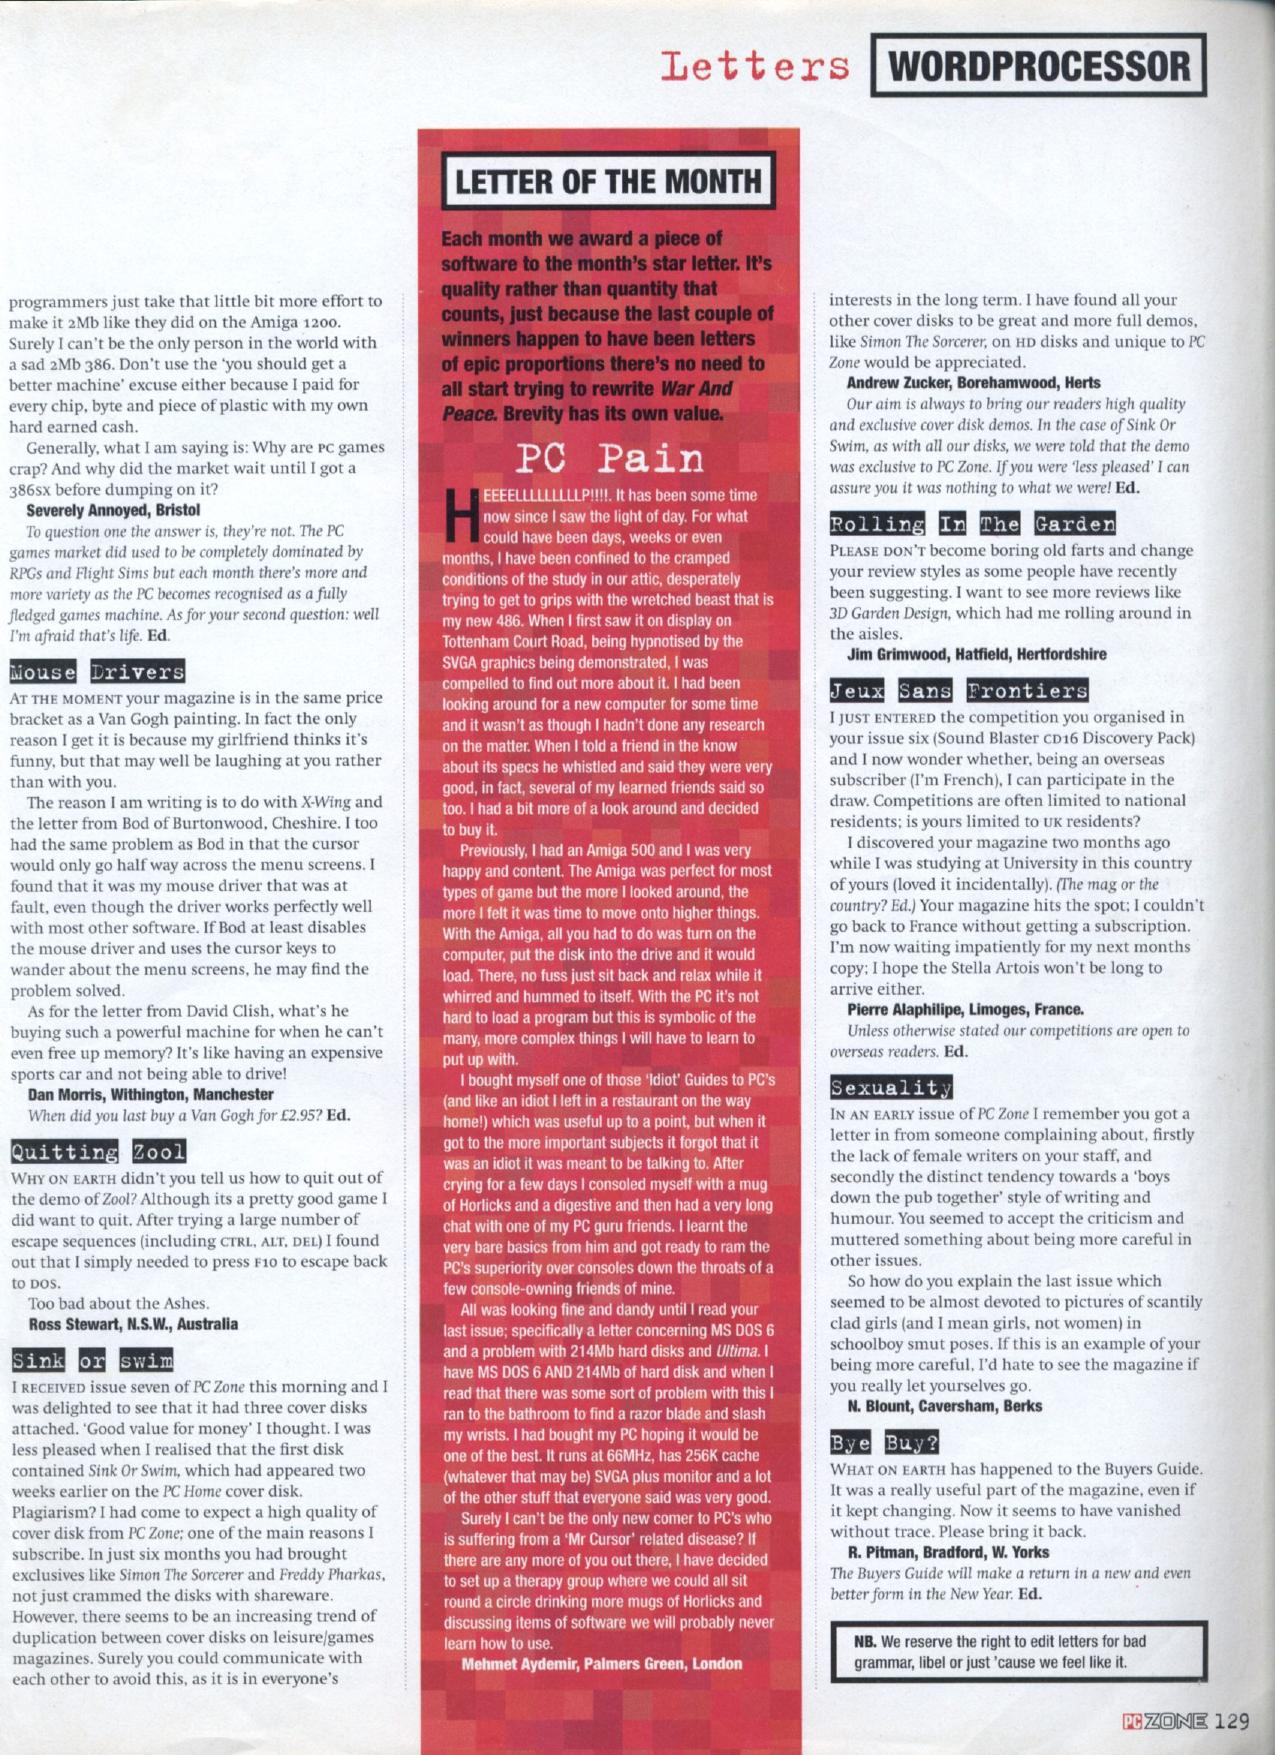 Letters WORDPROCESSOR
programmers just take that little bit more effort to
make it 2Mb like they did on the Amiga 1200.
Surely I can't be the only person in the world with
a sad 2Mb 386. Don't use the 'you should get a
better machine' excuse either because I paid for
every chip, byte and piece of plastic with my own
hard earned cash.
Generally, what I am saying is: Why are PC games
crap? And why did the market wait until I got a
386SX before dumping on it?
Severely Annoyed, Bristol
To question one the answer is, they're not. The PC
games market did used to be completely dominated by
RPGs and Flight Sims but each month there's more and
more variety as the PC becomes recognised as a fully
fledged games machine. As for your second question: well
I'm afraid that's life. Ed.
Mouse Drivers
AT THE MOMENT your magazine is in the same price
bracket as a Van Gogh painting. In fact the only
reason I get it is because my girlfriend thinks it's
funny, but that may well be laughing at you rather
than with you.
The reason I am writing is to do with X-Wing and
the letter from Bod of Burtonwood, Cheshire. I too
had the same problem as Bod in that the cursor
would only go half way across the menu screens. I
found that it was my mouse driver that was at
fault, even though the driver works perfectly well
with most other software. If Bod at least disables
the mouse driver and uses the cursor keys to
wander about the menu screens, he may find the
problem solved.
As for the letter from David Clish, what's he
buying such a powerful machine for when he can't
even free up memory? It's like having an expensive
sports car and not being able to drive!
Dan Morris, Withington, Manchester
When did you last buy a Van Gogh for £2.95? Ed.
Quitting Zool
WHY ON EARTH didn't you tell us how to quit out of
the demo of Zool? Although its a pretty good game I
did want to quit. After trying a large number of
escape sequences (including CTRL, ALT, DEL) I found
out that I simply needed to press F10 to escape back
to DOS.
Too bad about the Ashes.
Ross Stewart, N.S.W., Australia
Sink or swim
I RECEIVED issue seven of PC Zone this morning and I
was delighted to see that it had three cover disks
attached. 'Good value for money' I thought. I was
less pleased when I realised that the first disk
contained Sink Or Swim, which had appeared two
weeks earlier on the PC Home cover disk.
Plagiarism? I had come to expect a high quality of
cover disk from PC Zone; one of the main reasons I
subscribe. In just six months you had brought
exclusives like Simon The Sorcerer and Freddy Pharkas,
not just crammed the disks with shareware.
However, there seems to be an increasing trend of
duplication between cover disks on leisure/games
magazines. Surely you could communicate with
each other to avoid this, as it is in everyone's
LETTER OF THE MONTH
Each month we award a piece of
software to the month's star letter. It's
quality rather than quantity that
counts, just because the last couple of
winners happen to have been letters
of epic proportions there's no need to
all start trying to rewrite War And
Peace. Brevity has its own value.
PC Pain
HEEEELLLLLLLLP!!!!. It has been some time
now since I saw the light of day. For what
could have been days, weeks or even
months, I have been confined to the cramped
conditions of the study in our attic, desperately
trying to get to grips with the wretched beast that is
my new 486. When I first saw it on display on
Tottenham Court Road, being hypnotised by the
SVGA graphics being demonstrated, I was
compelled to find out more about it. I had been
looking around for a new computer for some time
and it wasn't as though I hadn't done any research
on the matter. When I told a friend in the know
about its specs he whistled and said they were very
good, in fact, several of my learned friends said so
too. I had a bit more of a look around and decided
to buy it.
Previously, I had an Amiga 500 and I was very
happy and content. The Amiga was perfect for most
types of game but the more I looked around, the
more I felt it was time to move onto higher things.
With the Amiga, all you had to do was turn on the
computer, put the disk into the drive and it would
load. There, no fuss just sit back and relax while it
whirred and hummed to itself. With the PC it's not
hard to load a program but this is symbolic of the
many, more complex things I will have to learn to
put up with.
I bought myself one of those 'Idiot' Guides to PC's
(and like an idiot I left in a restaurant on the way
home!) which was useful up to a point, but when it
got to the more important subjects it forgot that it
was an idiot it was meant to be talking to. After
crying for a few days I consoled myself with a mug
of Horlicks and a digestive and then had a very long
chat with one of my PC guru friends. I learnt the
very bare basics from him and got ready to ram the
PC's superiority over consoles down the throats of a
few console-owning friends of mine.
All was looking fine and dandy until I read your
last issue; specifically a letter concerning MS DOS 6
and a problem with 214Mb hard disks and Ultima. I
have MS DOS 6 AND 214Mb of hard disk and when I
read that there was some sort of problem with this I
ran to the bathroom to find a razor blade and slash
my wrists. I had bought my PC hoping it would be
one of the best. It runs at 66MHz, has 256K cache
(whatever that may be) SVGA plus monitor and a lot
of the other stuff that everyone said was very good.
Surely I can't be the only new comer to PC's who
is suffering from a 'Mr Cursor' related disease? If
there are any more of you out there, I have decided
to set up a therapy group where we could all sit
round a circle drinking more mugs of Horlicks and
discussing items of software we will probably never
learn how to use.
Mehmet Aydemir, Palmers Green, London
interests in the long term. I have found all your
other cover disks to be great and more full demos,
like Simon The Sorcerer, on HD disks and unique to PC
Zone would be appreciated.
Andrew Zucker, Borehamwood, Herts
Our aim is always to bring our readers high quality
and exclusive cover disk demos. In the case of Sink Or
Swim, as with all our disks, we were told that the demo
was exclusive to PC Zone. If you were 'less pleased' I can
assure you it was nothing to what we were! Ed.
Rolling In The Garden
PLEASE DON'T become boring old farts and change
your review styles as some people have recently
been suggesting. I want to see more reviews like
3D Garden Design, which had me rolling around in
the aisles.
Jim Grimwood, Hatfield, Hertfordshire
Jeux Sans Frontiers
I JUST ENTERED the competition you organised in
your issue six (Sound Blaster CD16 Discovery Pack)
and I now wonder whether, being an overseas
subscriber (I'm French), I can participate in the
draw. Competitions are often limited to national
residents; is yours limited to UK residents?
I discovered your magazine two months ago
while I was studying at University in this country
of yours (loved it incidentally). (The mag or the
country? Ed.) Your magazine hits the spot; I couldn't
go back to France without getting a subscription.
I'm now waiting impatiently for my next months
copy; I hope the Stella Artois won't be long to
arrive either.
Pierre Alaphilipe, Limoges, France.
Unless otherwise stated our competitions are open to
overseas readers. Ed.
Sexuality
IN AN EARLY issue of PC Zone I remember you got a
letter in from someone complaining about, firstly
the lack of female writers on your staff, and
secondly the distinct tendency towards a 'boys
down the pub together' style of writing and
humour. You seemed to accept the criticism and
muttered something about being more careful in
other issues.
So how do you explain the last issue which
seemed to be almost devoted to pictures of scantily
clad girls (and I mean girls, not women) in
schoolboy smut poses. If this is an example of your
being more careful, I'd hate to see the magazine if
you really let yourselves go.
N. Blount, Caversham, Berks
Bye Buy?
WHAT ON EARTH has happened to the Buyers Guide.
It was a really useful part of the magazine, even if
it kept changing. Now it seems to have vanished
without trace. Please bring it back.
R. Pitman, Bradford, W. Yorks
The Buyers Guide will make a return in a new and even
better form in the New Year. Ed.
NB. We reserve the right to edit letters for bad
grammar, libel or just 'cause we feel like it.
PC ZONE 129